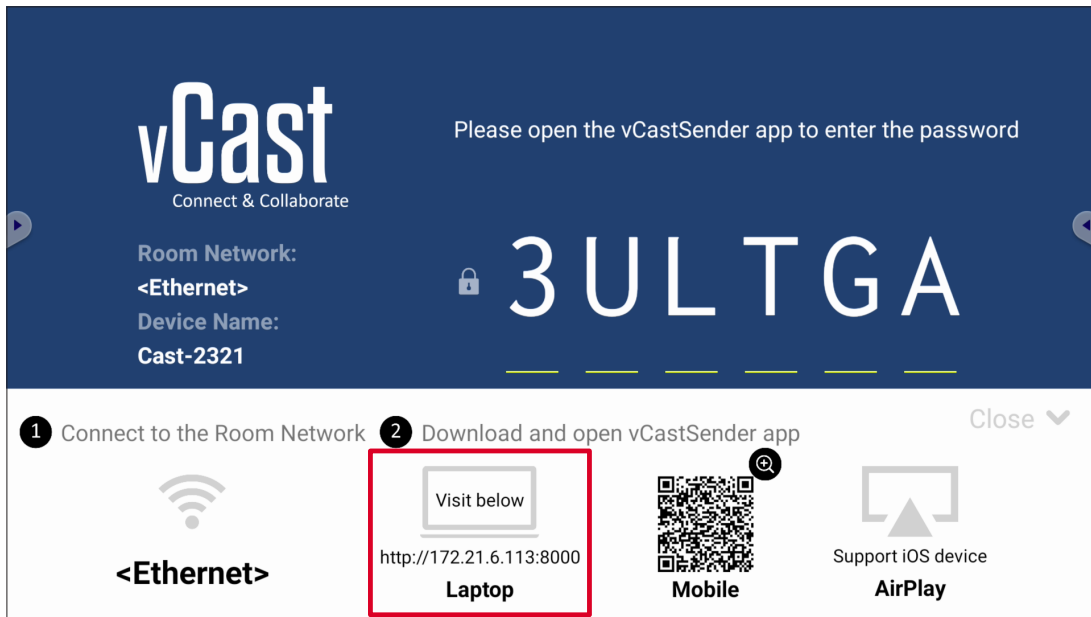 vCast
Connect & Collaborate
Please open the vCastSender app to enter the password
Room Network:
<Ethernet>
Device Name:
Cast-2321
3ULTGA
Close
1 Connect to the Room Network
2 Download and open vCastSender app
<Ethernet>
Visit below
http://172.21.6.113:8000
Laptop
Mobile
Support iOS device
AirPlay